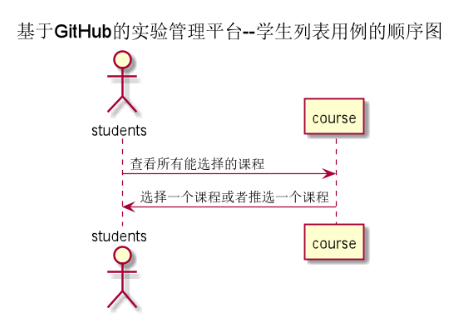 基于GitHub的实验管理平台--学生列表用例的顺序图
students
course
查看所有能选择的课程
选择一个课程或者推选一个课程
students
course